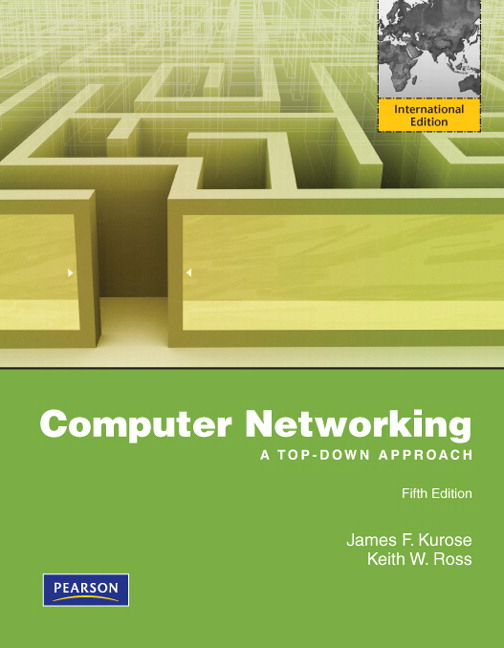 International
Edition
Computer Networking
A TOP-DOWN APPROACH
Fifth Edition
James F. Kurose
Keith W. Ross
PEARSON